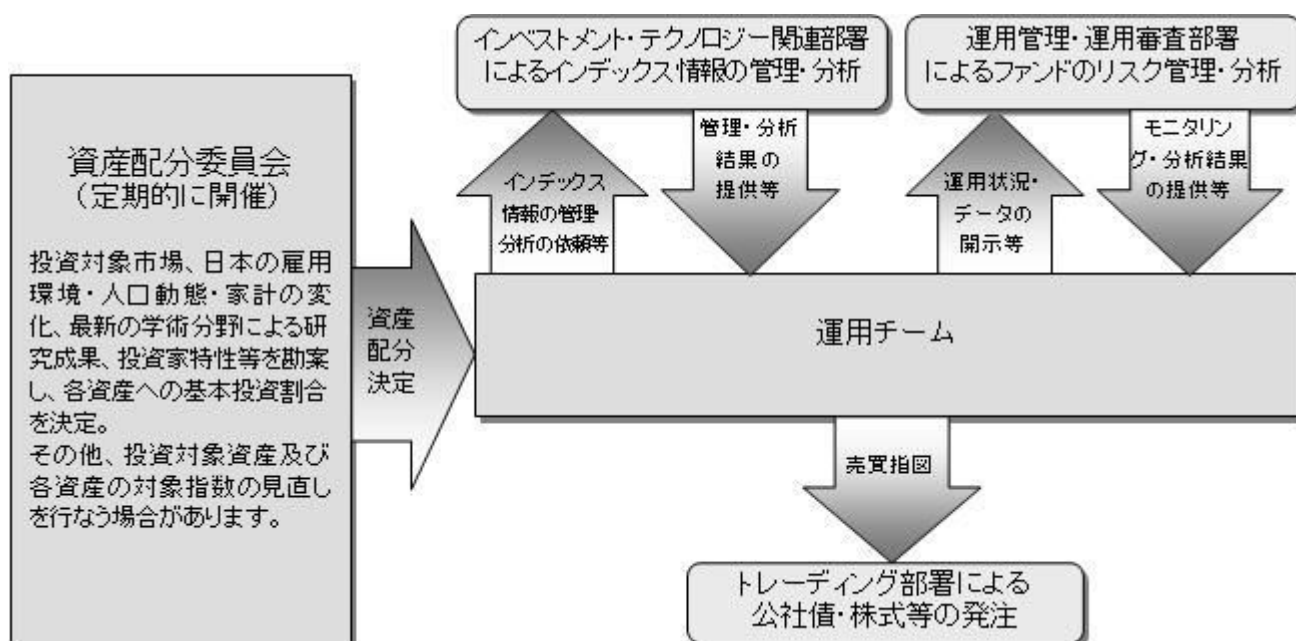 インベストメント・テクノロジー関連部署
によるインデックス情報の管理・分析
運用管理・運用審査部署
によるファンドのリスク管理・分析
資産配分委員会
（定期的に開催）
投資対象市場、日本の雇用
環境・人口動態・家計の変
化、最新の学術分野による研
究成果、投資家特性等を勘案
し、各資産への基本投資割合
を決定。
その他、投資対象資産及び
各資産の対象指数の見直し
を行なう場合があります。
資産
配分
決定
インデックス
情報の管理・
分析の依頼等
管理・分析
結果の
提供等
運用状況・
データの
開示等
モニタリン
グ・分析結果
の提供等
運用チーム
売買指図
トレーディング部署による
公社債・株式等の発注